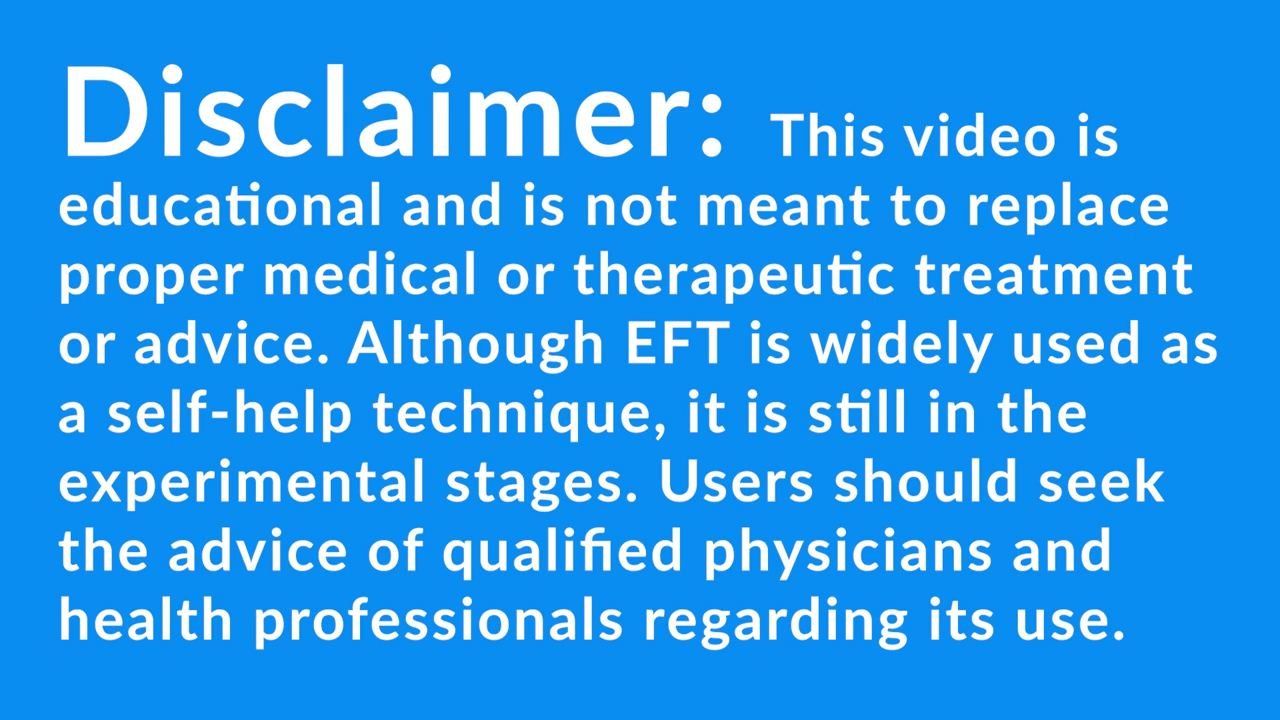 Disclaimer: This video is
educational and is not meant to replace
proper medical or therapeutic treatment
or advice. Although EFT is widely used as
a self-help technique, it is still in the
experimental stages. Users should seek
the advice of qualified physicians and
health professionals regarding its use.